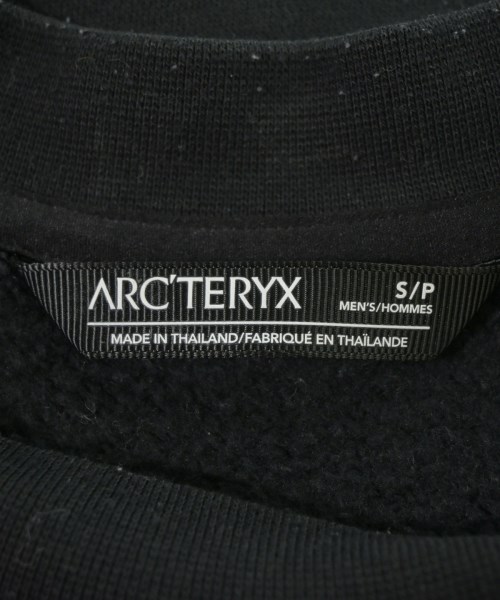 ARC'TERYX
S/P
MEN'S/HOMMES
MADE IN THAILAND/FABRIQUÉ EN THAÏLANDE